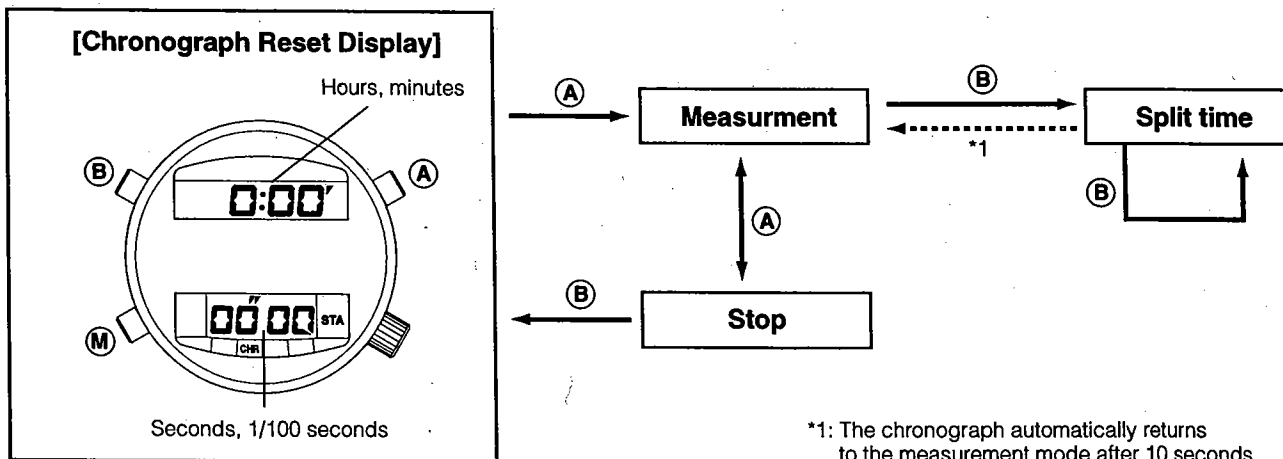 [Chronograph Reset Display]
Hours, minutes
B
A
0:00'
00"00
STA
CHR
M
Seconds, 1/100 seconds
A
Measurment
B
*1
Split time
B
A
B
Stop
*1: The chronograph automatically returns
to the measurement mode after 10 seconds